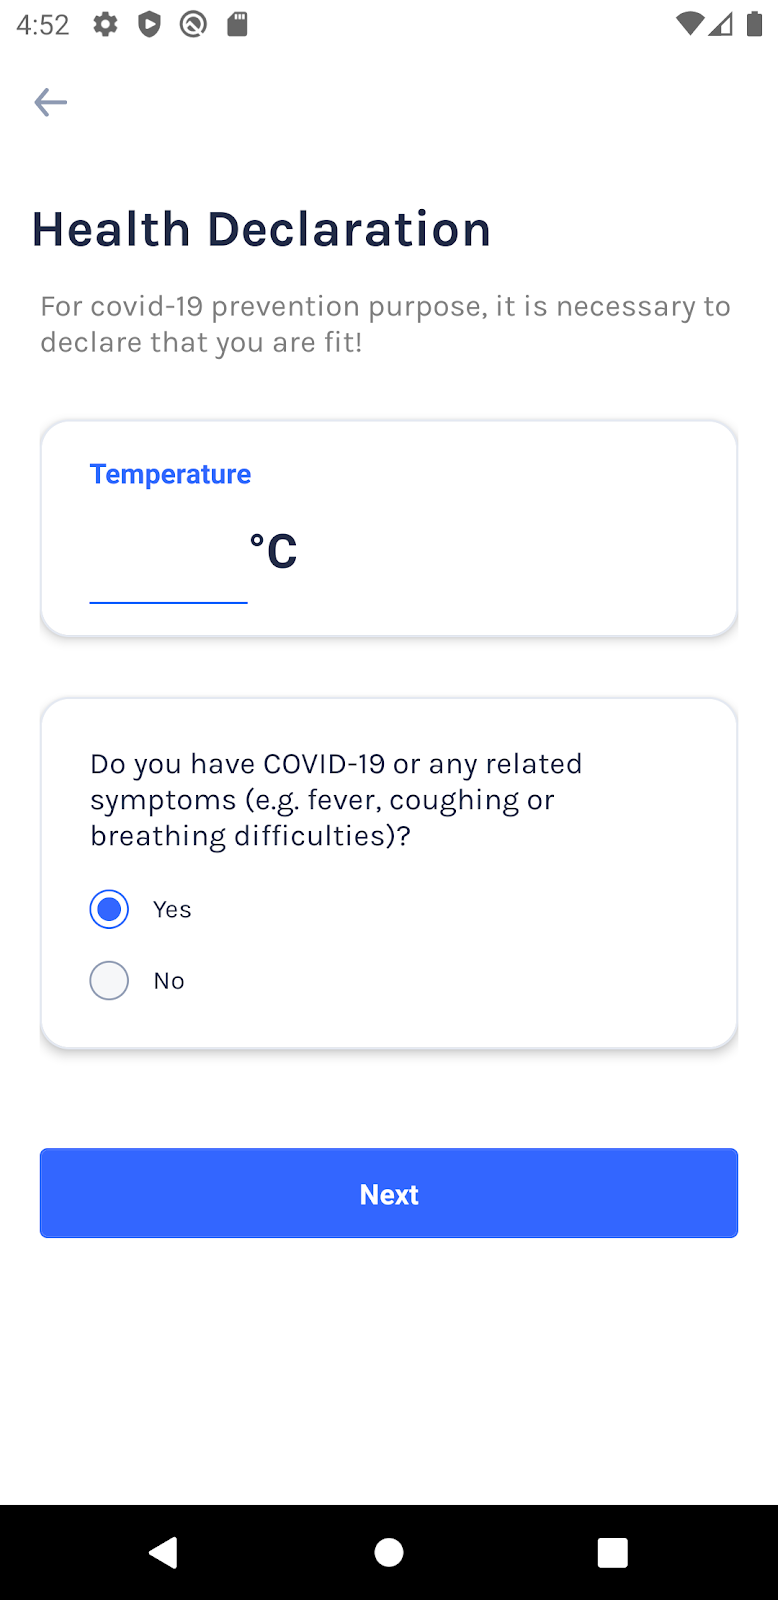 4:52
Health Declaration
For covid-19 prevention purpose, it is necessary to
declare that you are fit!
Temperature
°C
Do you have COVID-19 or any related
symptoms (e.g. fever, coughing or
breathing difficulties)?
Yes
No
Next